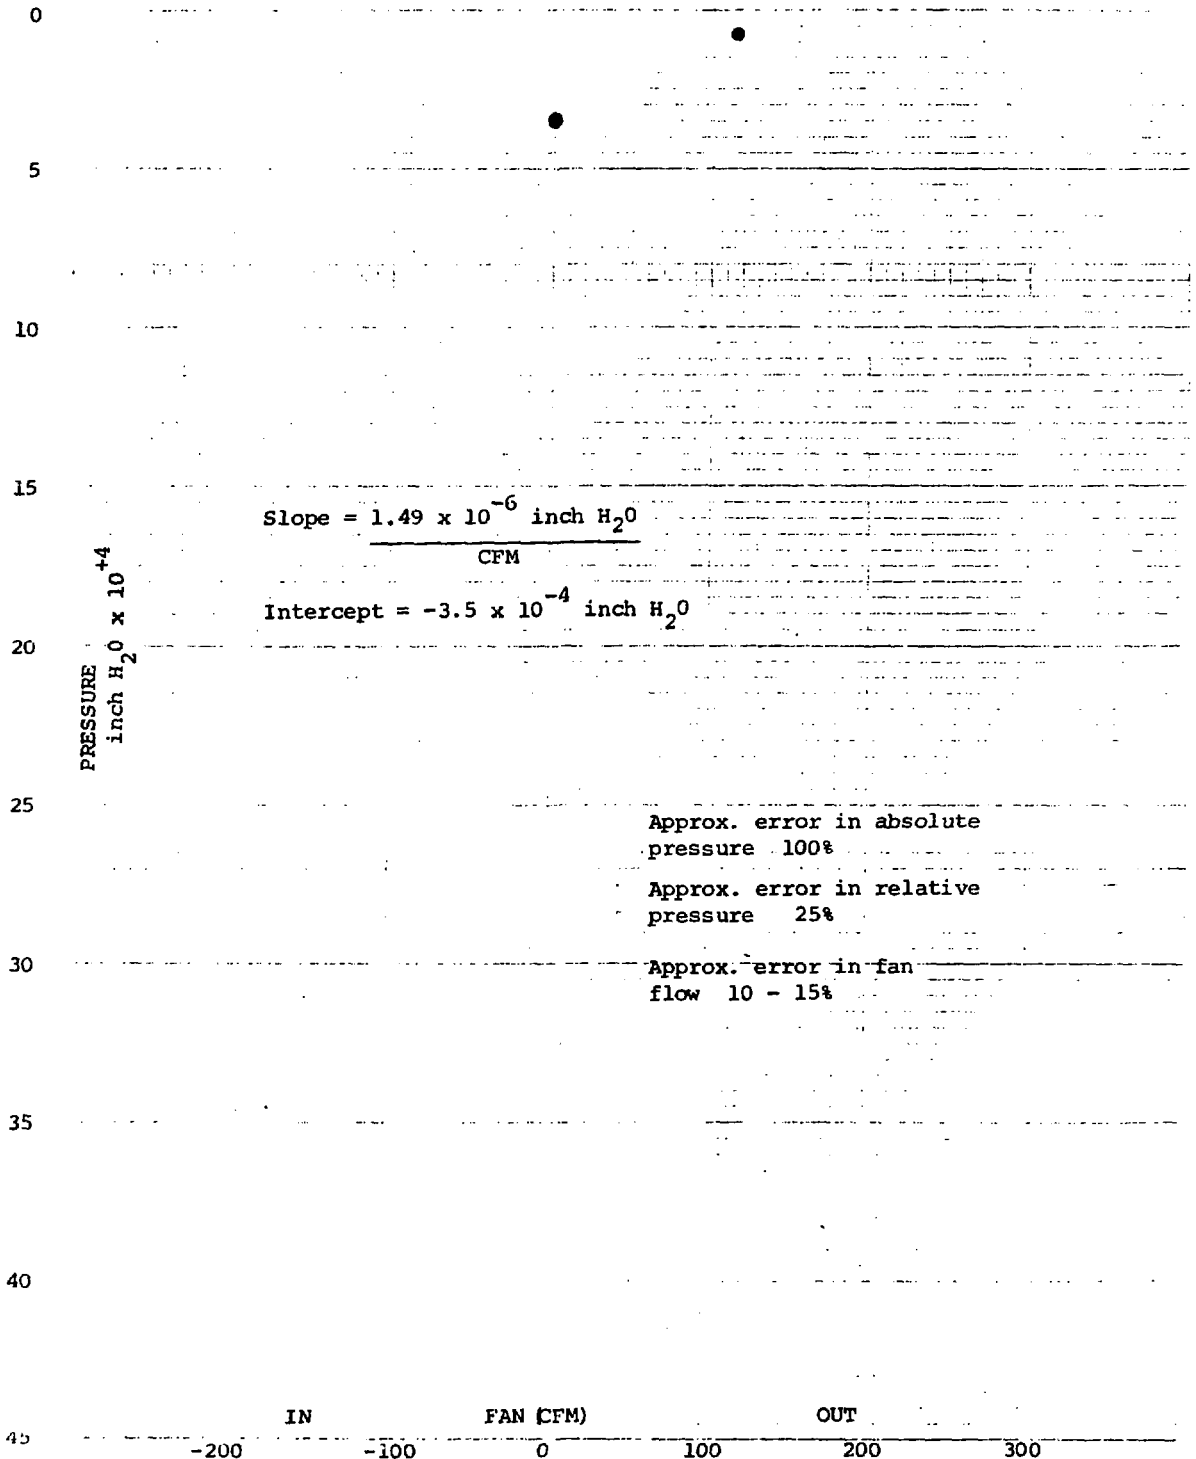 0
5
10
15
Slope = 1.49 x 10^-6 inch H2O
CFM
Intercept = -3.5 x 10^-4 inch H2O
PRESSURE
inch H2O x 10^+4
20
25
Approx. error in absolute
pressure 100%
Approx. error in relative
pressure 25%
30
Approx. error in fan
flow 10 - 15%
35
40
IN FAN (CFM) OUT
45
-200 -100 0 100 200 300